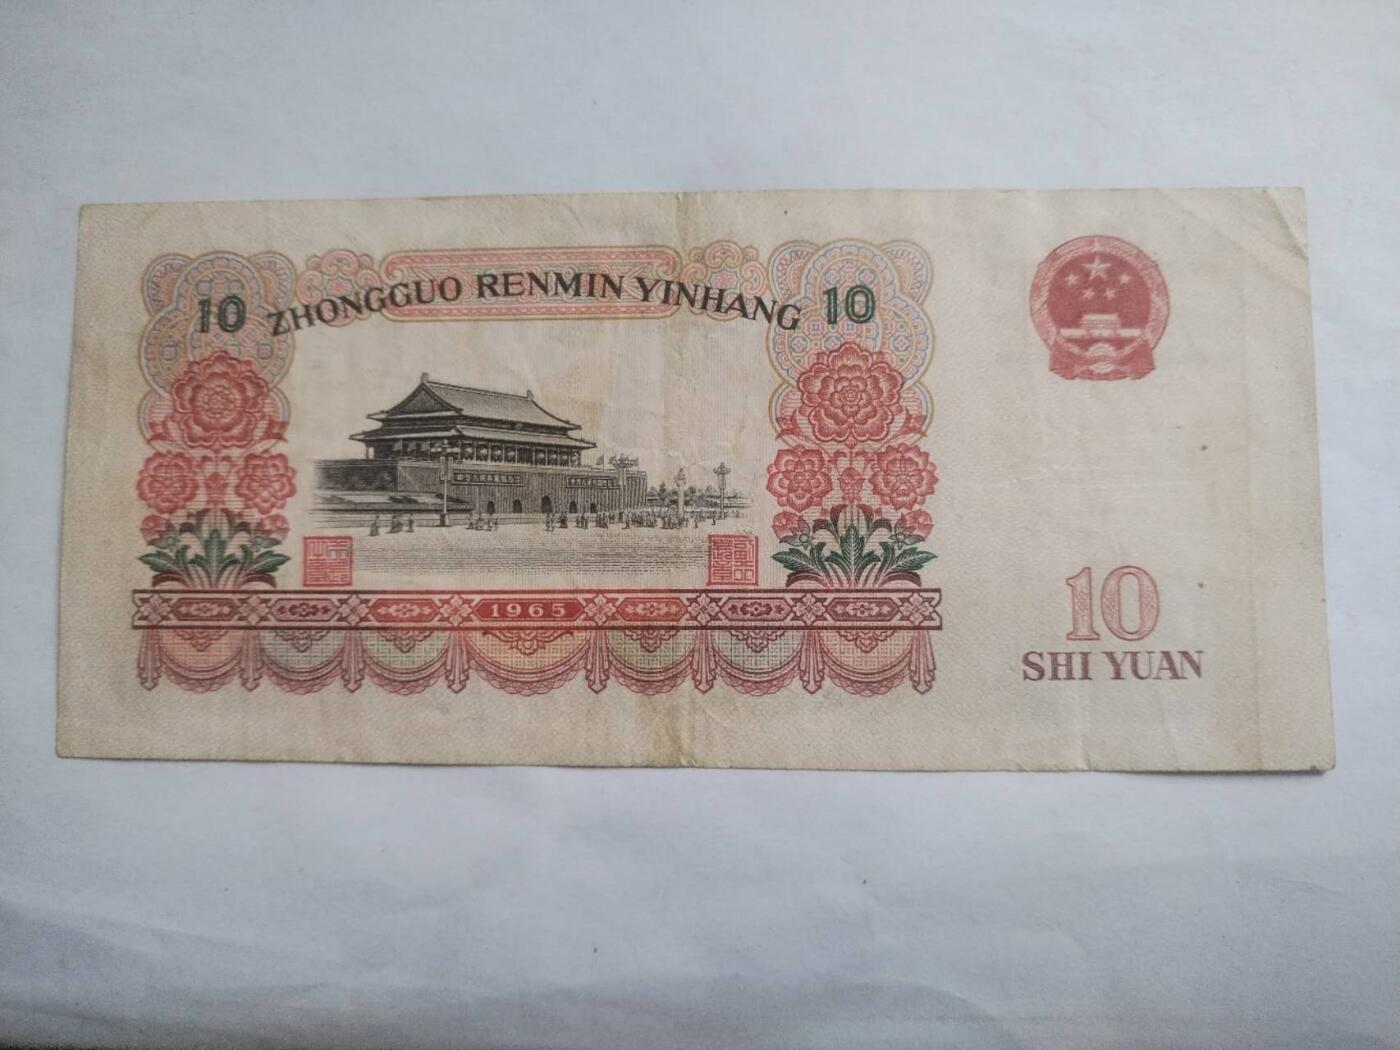 10 ZHONGGUO RENMIN YINHANG 10
1965
10
SHI YUAN